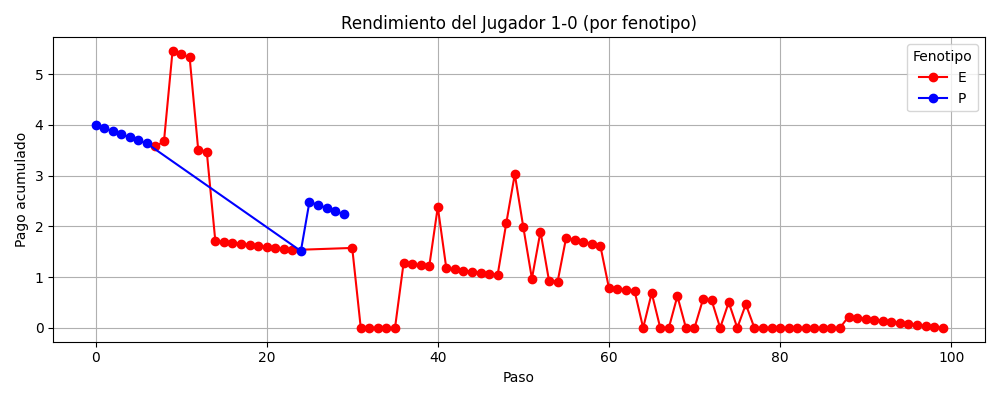 Rendimiento del Jugador 1-0 (por fenotipo)
Pago acumulado
5
4
3
2
1
0
Fenotipo
E
P
0 20 40 60 80 100
Paso